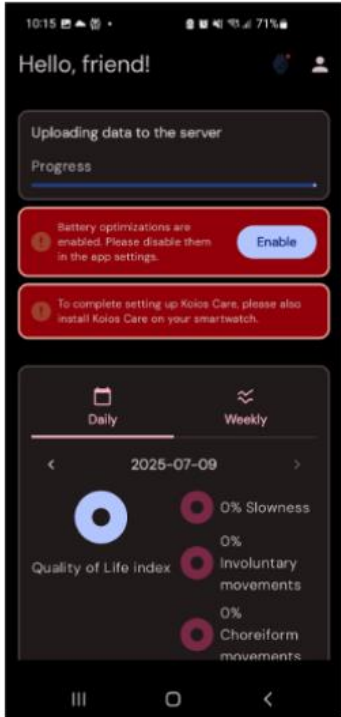 10:15
71%
Hello, friend!
Uploading data to the server
Progress
Battery optimizations are
enabled. Please disable them
in the app settings.
Enable
To complete setting up Koios Care, please also
install Koios Care on your smartwatch.
Daily
Weekly
2025-07-09
Quality of Life index
0% Slowness
0%
Involuntary
movements
0%
Choreiform
movements